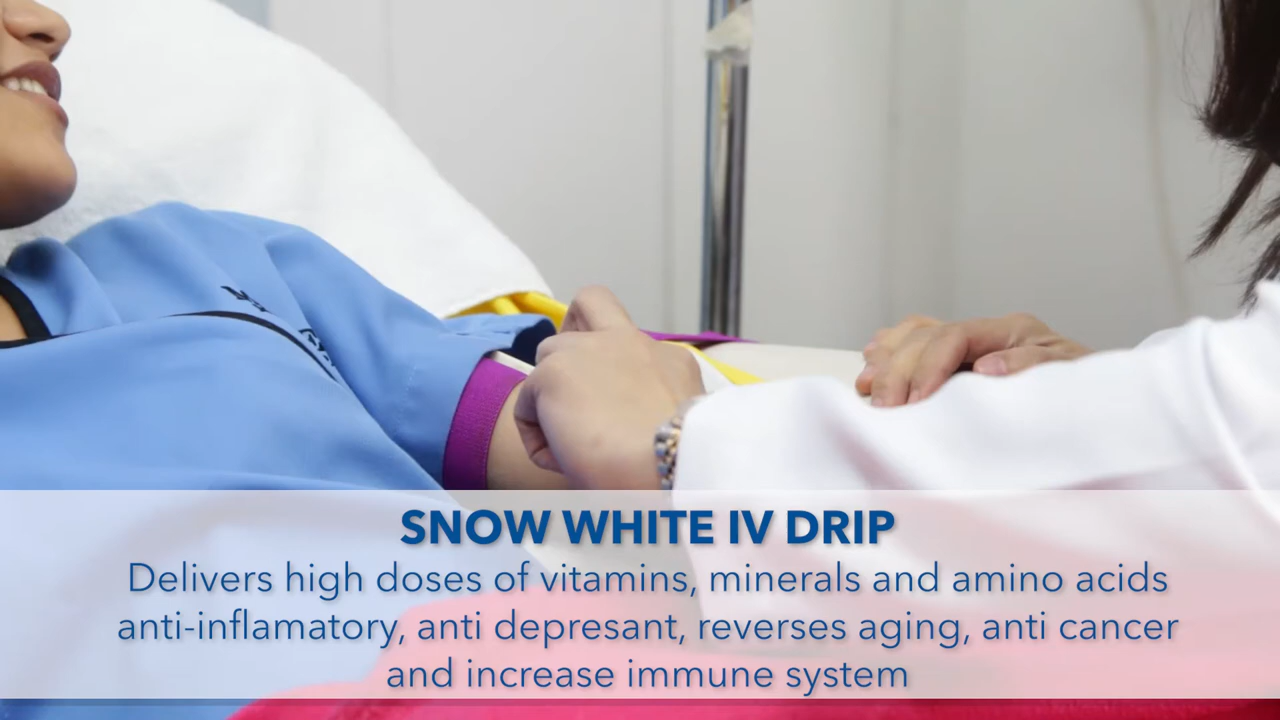 SNOW WHITE IV DRIP
Delivers high doses of vitamins, minerals and amino acids
anti-inflamatory, anti depresant, reverses aging, anti cancer
and increase immune system